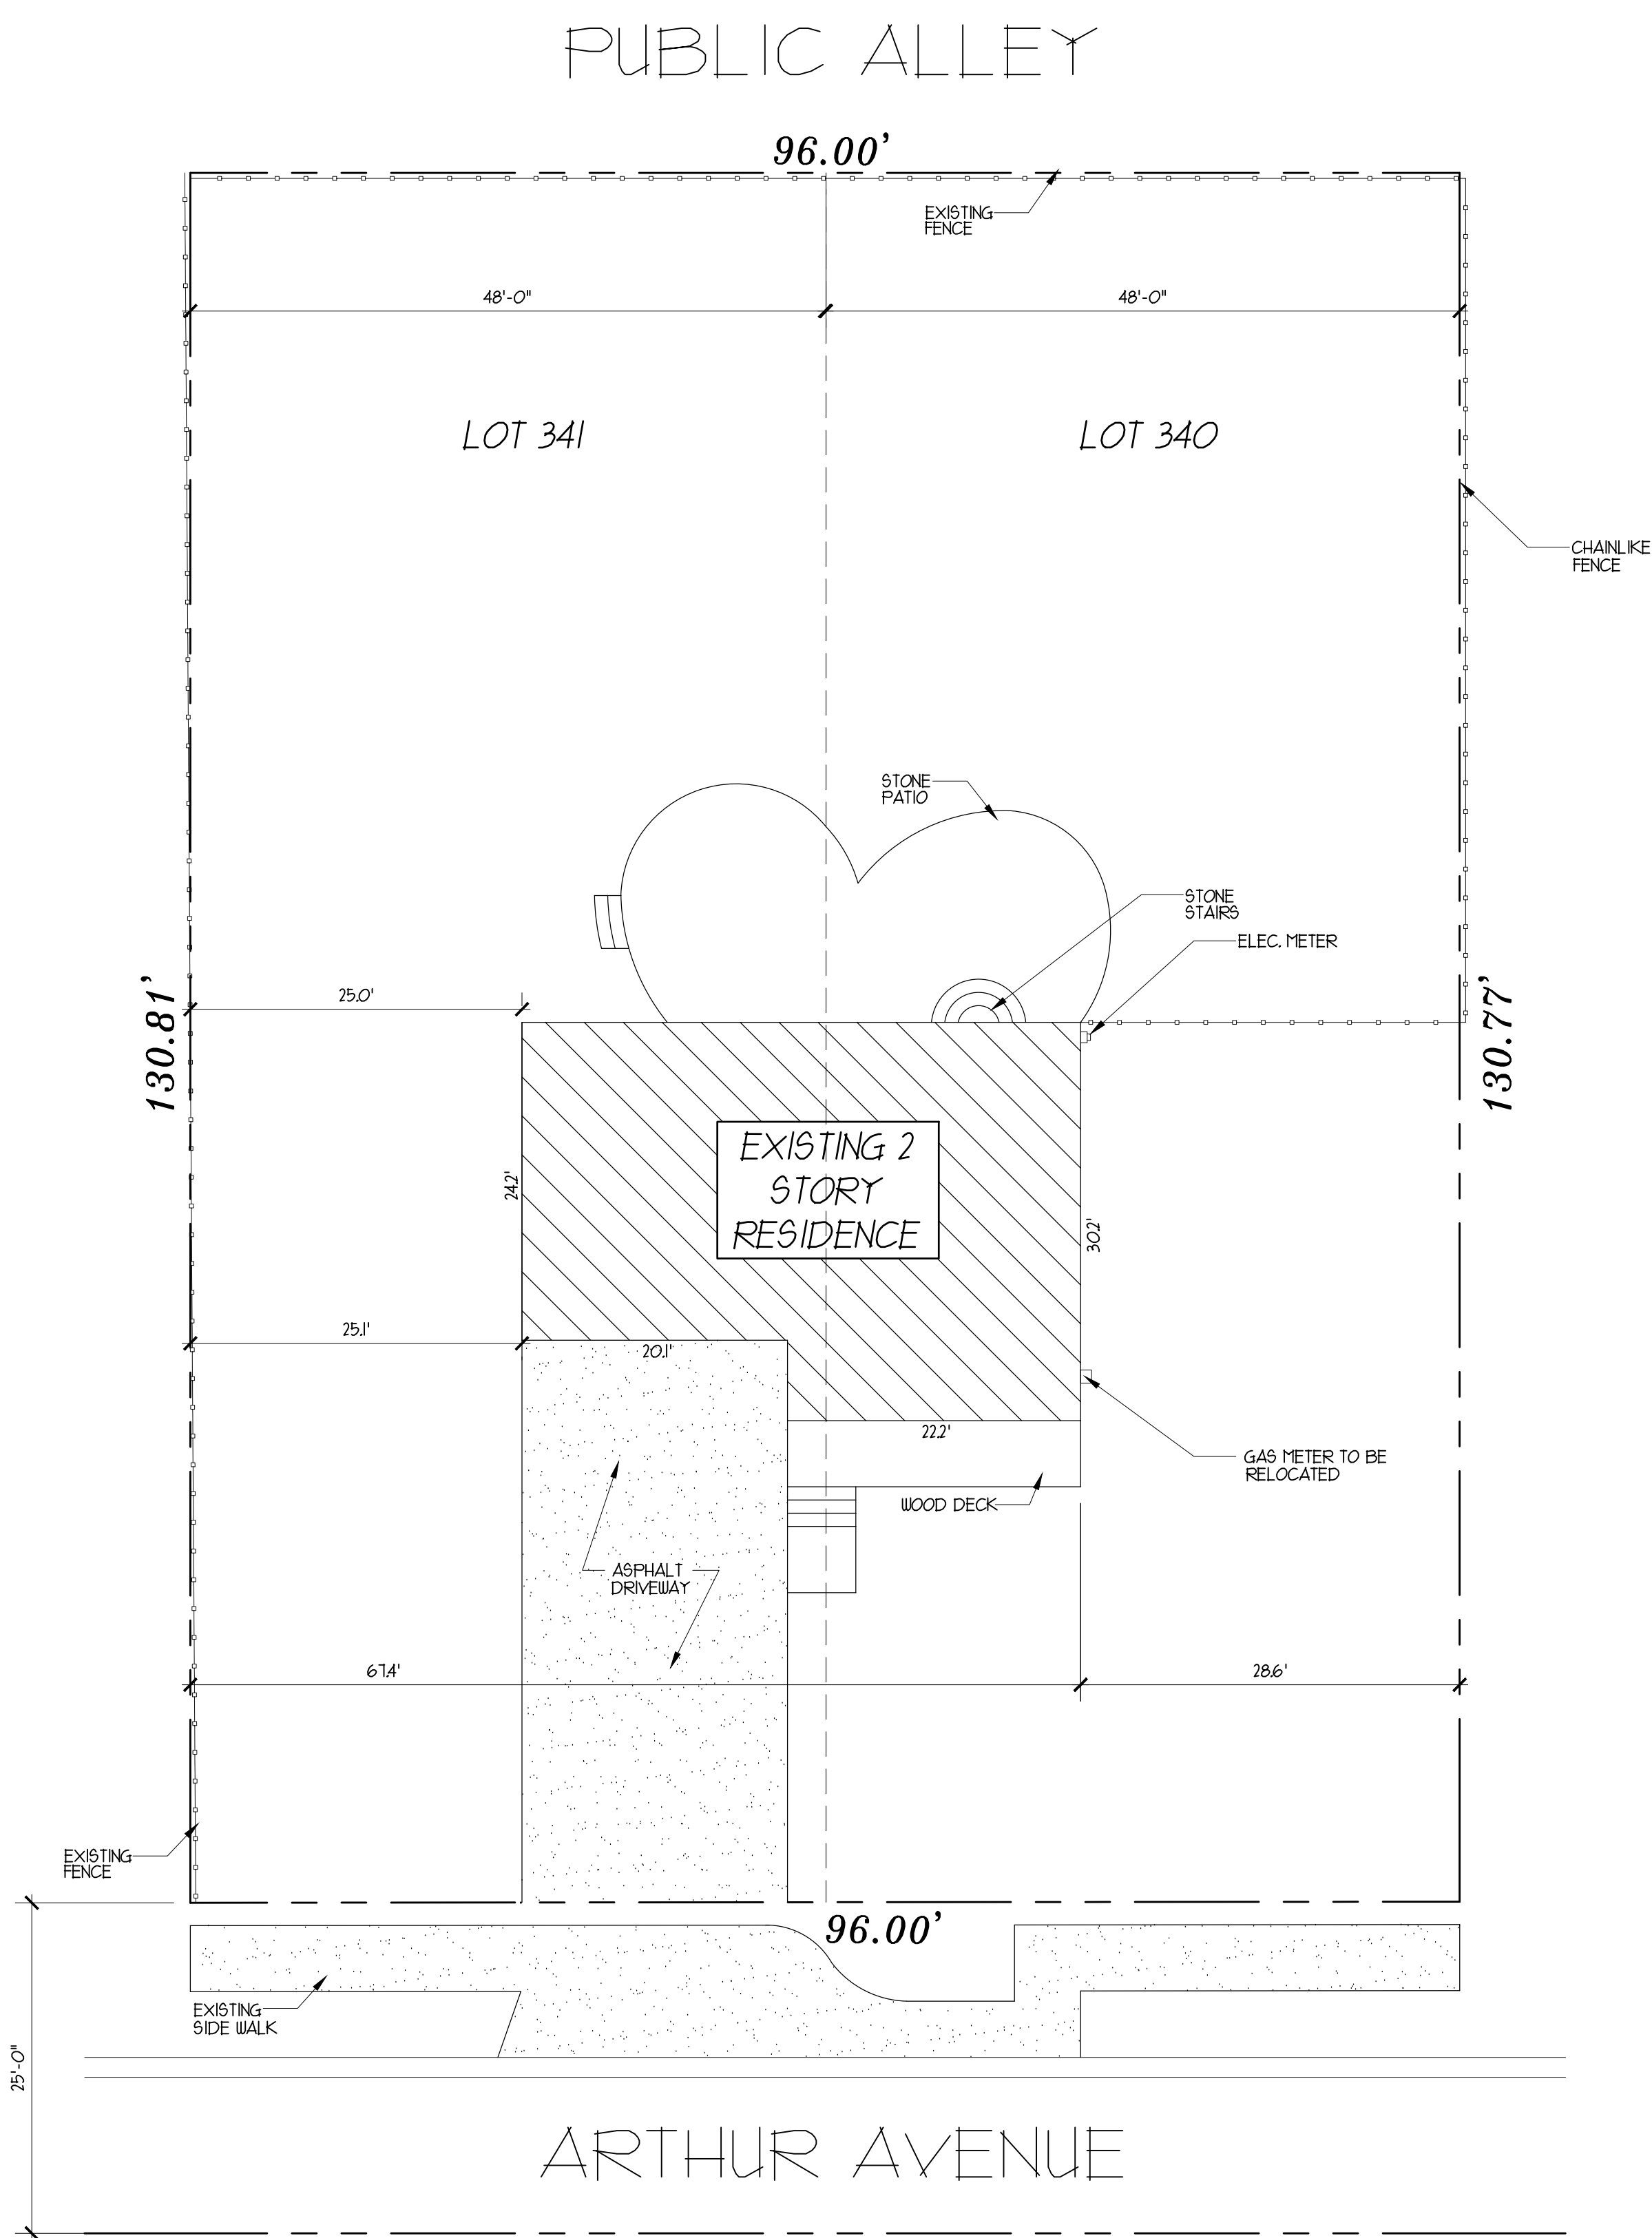 PUBLIC ALLEY
96.00'
EXISTING
FENCE
48'-0"
48'-0"
LOT 341
LOT 340
CHAINLIKE
FENCE
STONE
PATIO
STONE
STAIRS
ELEC. METER
25.0'
130.81'
130.77'
EXISTING 2
STORY
RESIDENCE
24.2'
30.2'
25.1'
20.1'
22.2'
GAS METER TO BE
RELOCATED
WOOD DECK
ASPHALT
DRIVEWAY
67.4'
28.6'
EXISTING
FENCE
96.00'
EXISTING
SIDE WALK
25'-0"
ARTHUR AVENUE